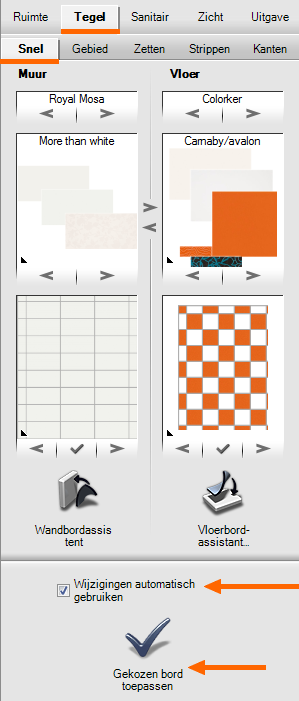 Ruimte Tegel Sanitair Zicht Uitgave
Snel Gebied Zetten Strippen Kanten
Muur Vloer
Royal Mosa Colorker
More than white Carnaby/avalon
Wandbordassis
tent
Vloerbord-
assistant...
Wijzigingen automatisch
gebruiken
Gekozen bord
toepassen